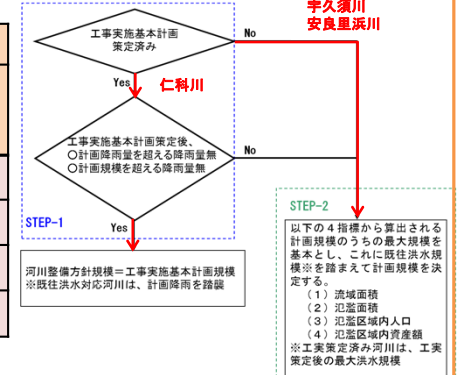 宇久須川
安良里浜川
工事実施基本計画
策定済み
No
Yes
仁科川
工事実施基本計画策定後、
○計画降雨量を超える降雨量無
○計画規模を超える降雨量無
No
STEP-1
Yes
河川整備方針規模＝工事実施基本計画規模
※既往洪水対応河川は、計画降雨を踏襲
STEP-2
以下の４指標から算出される
計画規模のうちの最大規模を
基本とし、これに既往洪水規
模※を踏まえて計画規模を決
定する。
（１）流域面積
（２）氾濫面積
（３）氾濫区域内人口
（４）氾濫区域内資産額
※工実策定済み河川は、工実
策定後の最大洪水規模